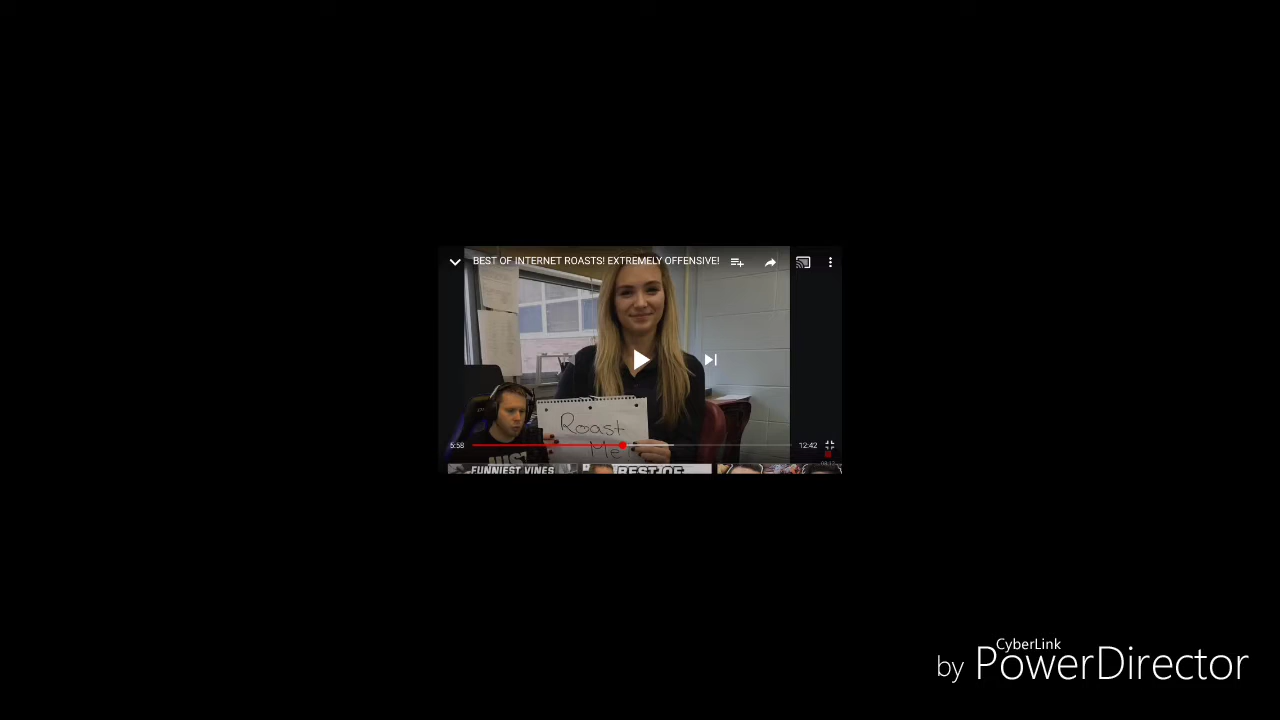 BEST OF INTERNET ROASTS! EXTREMELY OFFENSIVE!
Roast
Me
JUST
5:58
12:42
FUNNIEST VINES
BEST OF
CyberLink
by PowerDirector